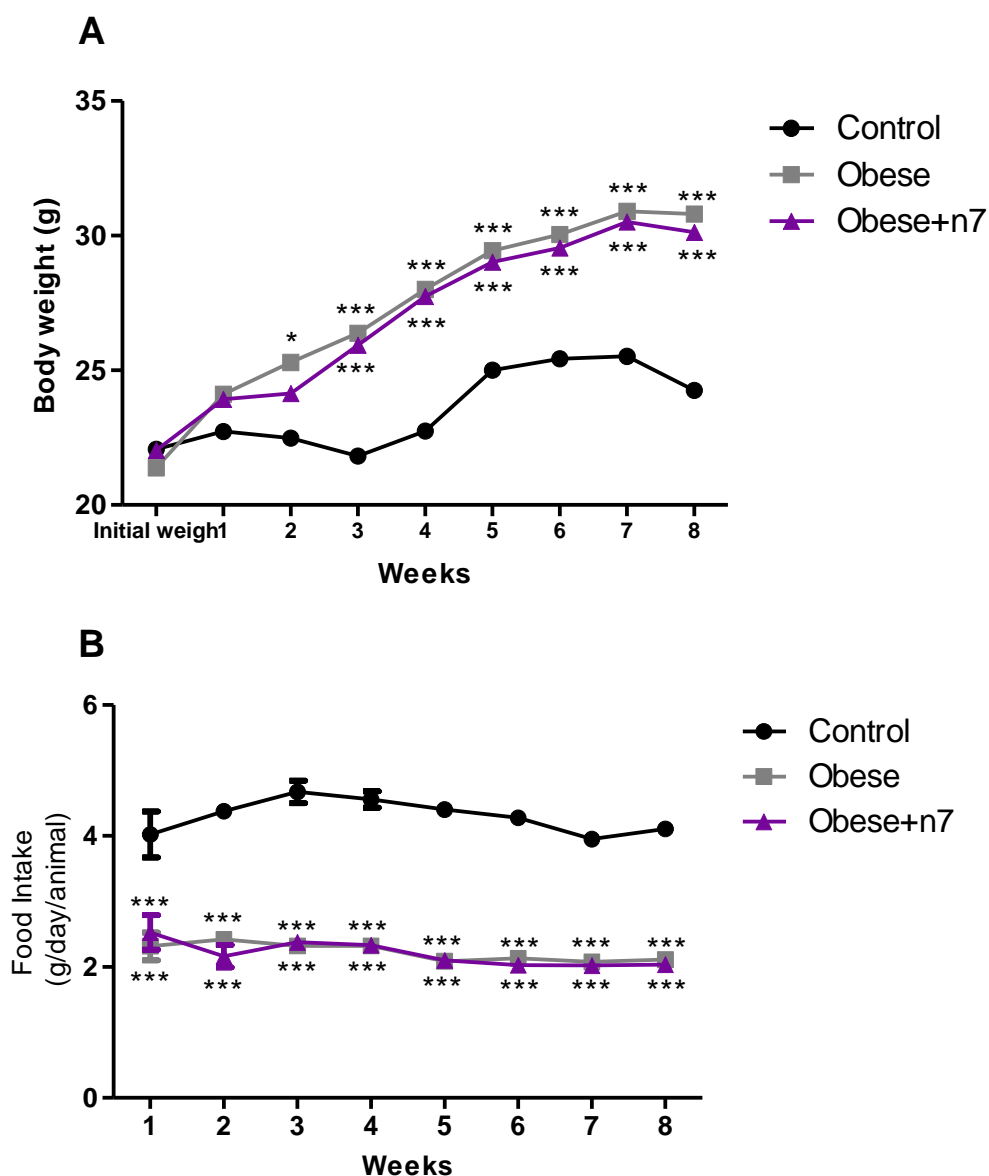 A
35
30
25
20
Body weight (g)
Control
Obese
Obese+n7
*** ***
***
***
***
***
*
*** ***
***
***
***
***
Initial weigh1 2 3 4 5 6 7 8
Weeks
B
6
4
2
0
Food Intake
(g/day/animal)
Control
Obese
Obese+n7
*** *** *** *** *** *** *** ***
*** *** *** *** *** *** *** ***
1 2 3 4 5 6 7 8
Weeks